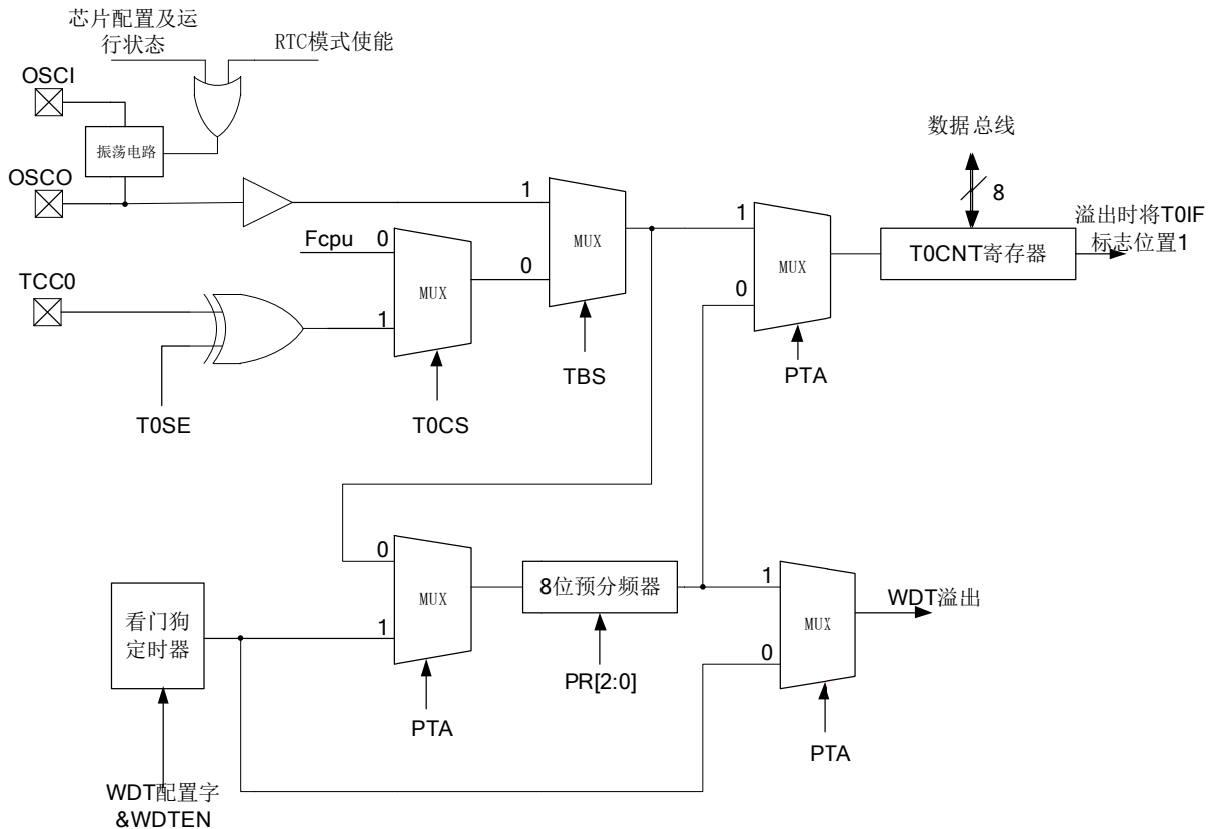 芯片配置及运
行状态
RTC模式使能
OSCI
振荡电路
OSCO
数据总线
8
1
MUX
0
Fcpu
0
MUX
1
TCC0
T0SE
T0CS
TBS
1
MUX
0
PTA
T0CNT寄存器
溢出时将T0IF
标志位置1
看门狗
定时器
WDT配置字
&WDTEN
0
MUX
1
PTA
8位预分频器
PR[2:0]
1
MUX
0
PTA
WDT溢出